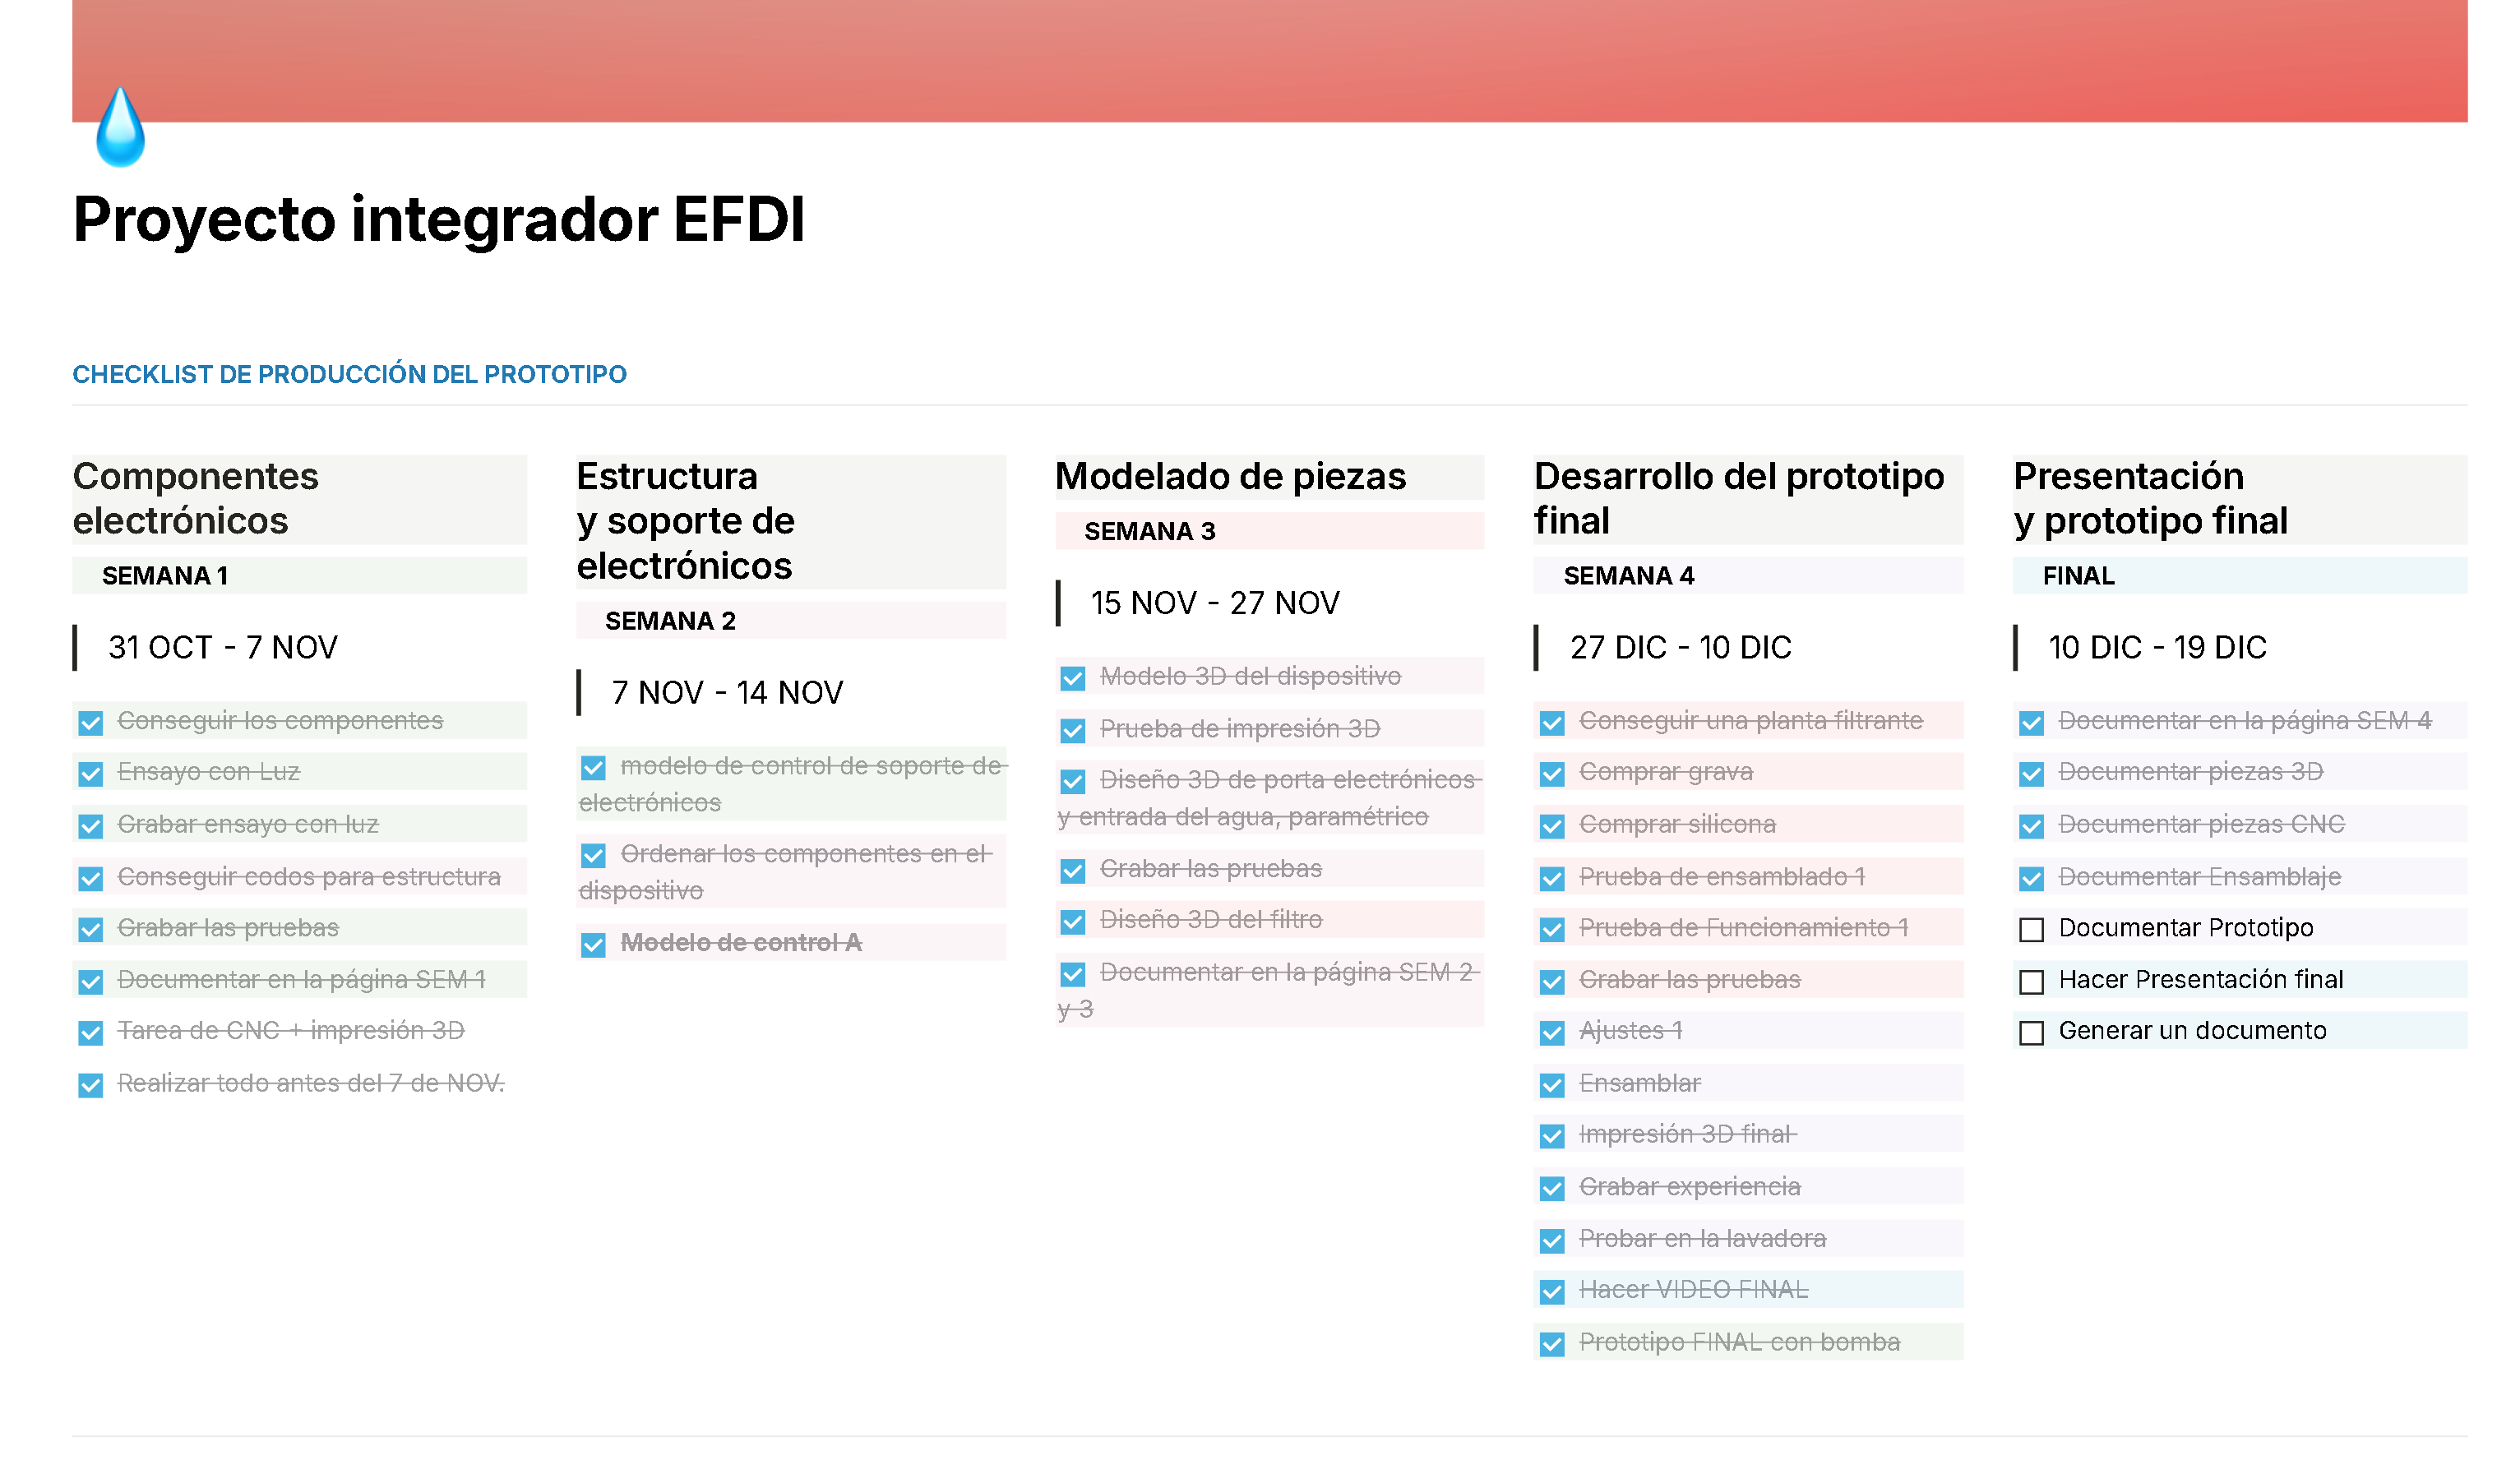 Proyecto integrador EFDI
CHECKLIST DE PRODUCCIÓN DEL PROTOTIPO
Componentes
electrónicos
SEMANA 1
31 OCT - 7 NOV
Conseguir los componentes
Ensayo con Luz
Grabar ensayo con luz
Conseguir codos para estructura
Grabar las pruebas
Documentar en la página SEM 1
Tarea de CNC + impresión 3D
Realizar todo antes del 7 de NOV.
Estructura
y soporte de
electrónicos
SEMANA 2
7 NOV - 14 NOV
modelo de control de soporte de
electrónicos
Ordenar los componentes en el
dispositivo
Modelo de control A
Modelado de piezas
SEMANA 3
15 NOV - 27 NOV
Modelo 3D del dispositivo
Prueba de impresión 3D
Diseño 3D de porta electrónicos
y entrada del agua, paramétrico
Grabar las pruebas
Diseño 3D del filtro
Documentar en la página SEM 2
y 3
Desarrollo del prototipo
final
SEMANA 4
27 DIC - 10 DIC
Conseguir una planta filtrante
Comprar grava
Comprar silicona
Prueba de ensamblado 1
Prueba de Funcionamiento 1
Grabar las pruebas
Ajustes 1
Ensamblar
Impresión 3D final
Grabar experiencia
Probar en la lavadora
Hacer VIDEO FINAL
Prototipo FINAL con bomba
Presentación
y prototipo final
FINAL
10 DIC - 19 DIC
Documentar en la página SEM 4
Documentar piezas 3D
Documentar piezas CNC
Documentar Ensamblaje
Documentar Prototipo
Hacer Presentación final
Generar un documento